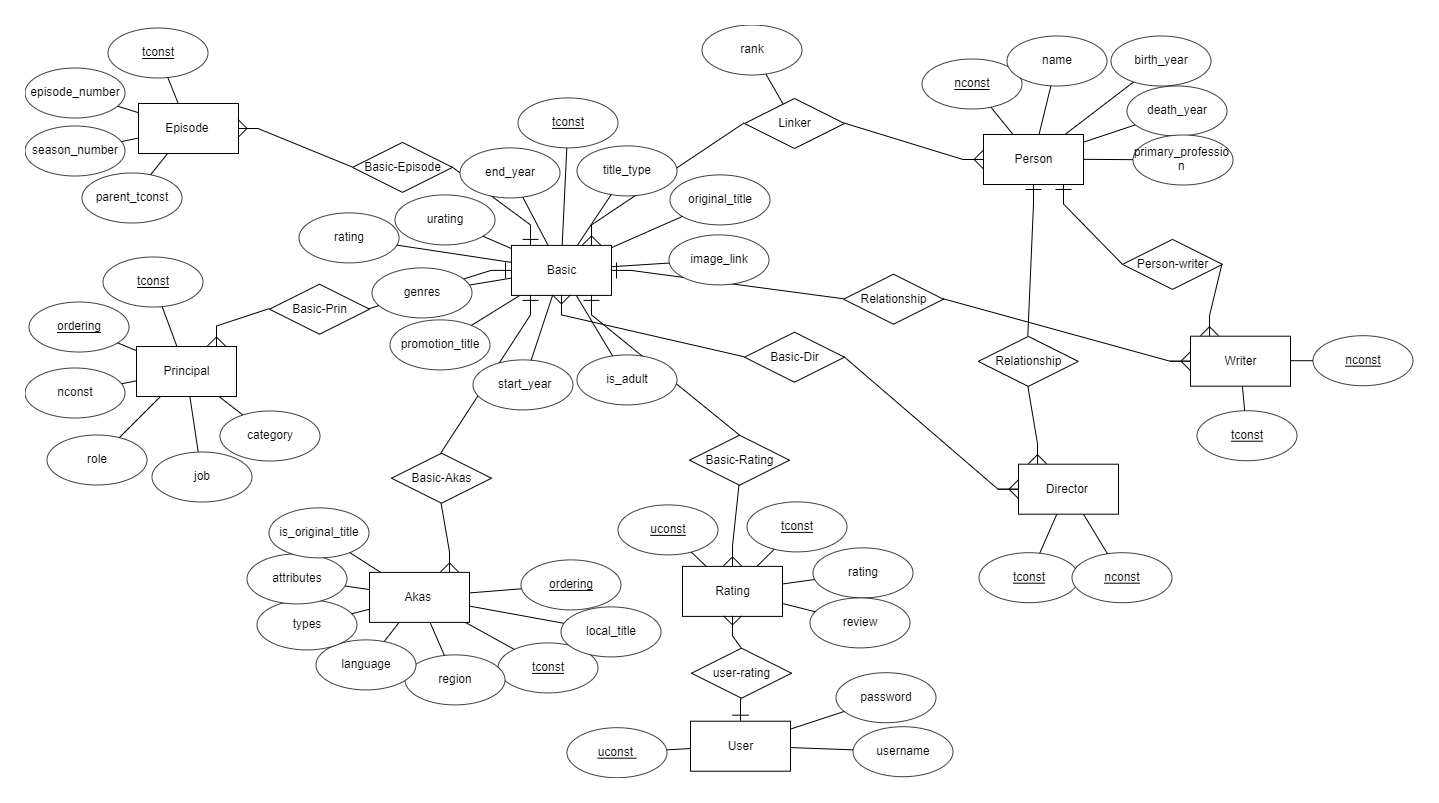 rank
tconst
nconst
name
birth_year
episode_number
Episode
death_year
tconst
Linker
season_number
Basic-Episode
end_year
title_type
Person
primary_professio
n
parent_tconst
urating
original_title
rating
Basic
image_link
Person-writer
tconst
genres
Basic-Prin
Relationship
ordering
promotion_title
Principal
start_year
is_adult
Basic-Dir
Relationship
Writer
nconst
nconst
category
tconst
role
job
Basic-Akas
Basic-Rating
Director
is_original_title
uconst
tconst
attributes
ordering
rating
tconst
nconst
Akas
Rating
types
local_title
review
language
region
tconst
user-rating
password
uconst
User
username